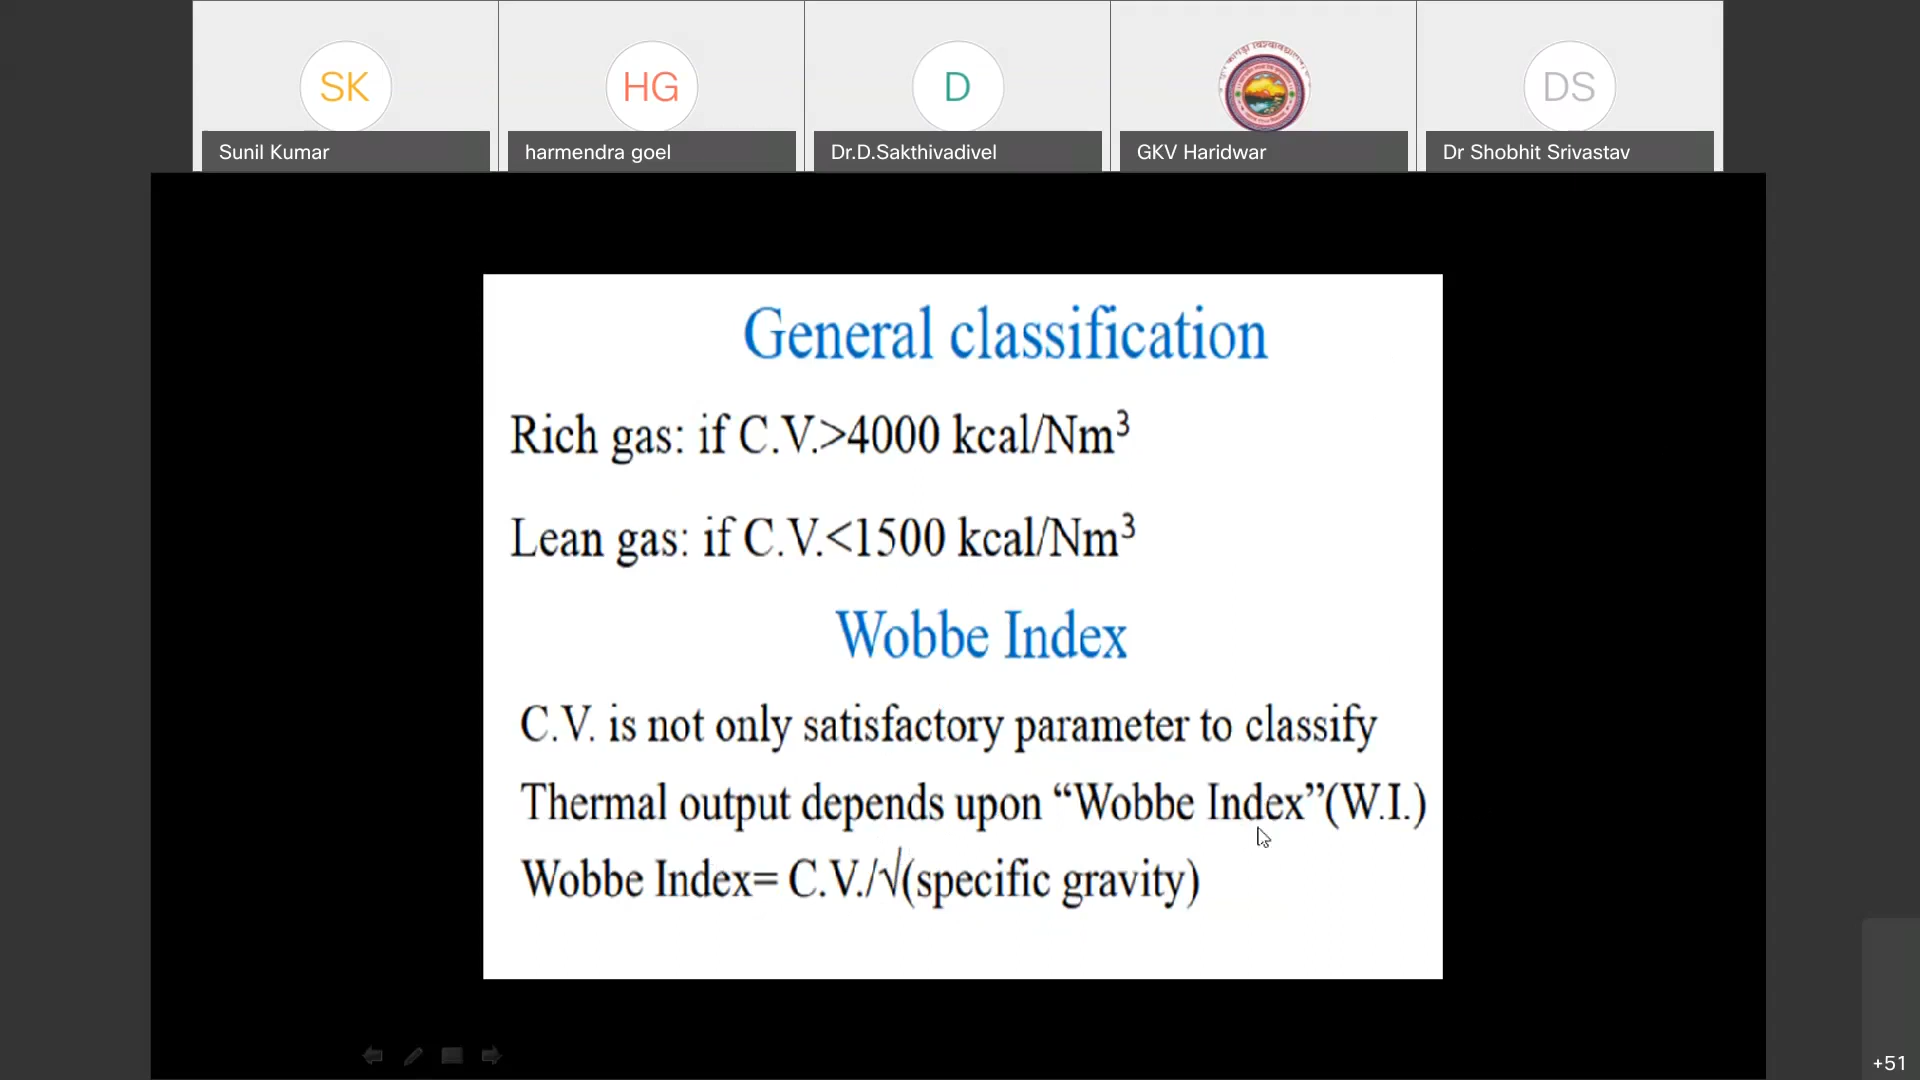 SK
HG
D
DS
Sunil Kumar
harmendra goel
Dr.D.Sakthivadivel
GKV Haridwar
Dr Shobhit Srivastav
General classification
Rich gas: if C.V.>4000 kcal/Nm³
Lean gas: if C.V.<1500 kcal/Nm³
Wobbe Index
C.V. is not only satisfactory parameter to classify
Thermal output depends upon “Wobbe Index”(W.I.)
Wobbe Index= C.V./√(specific gravity)
+51